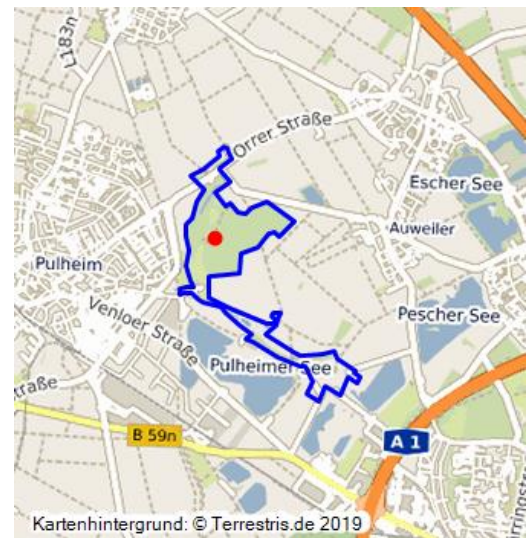 L183n
Orrer Straße
Escher See
Auweiler
Pulheim
Pescher See
Venloer Straße
Pulheimer See
straße
B 59n
A 1
Kartenhintergrund: © Terrestris.de 2019